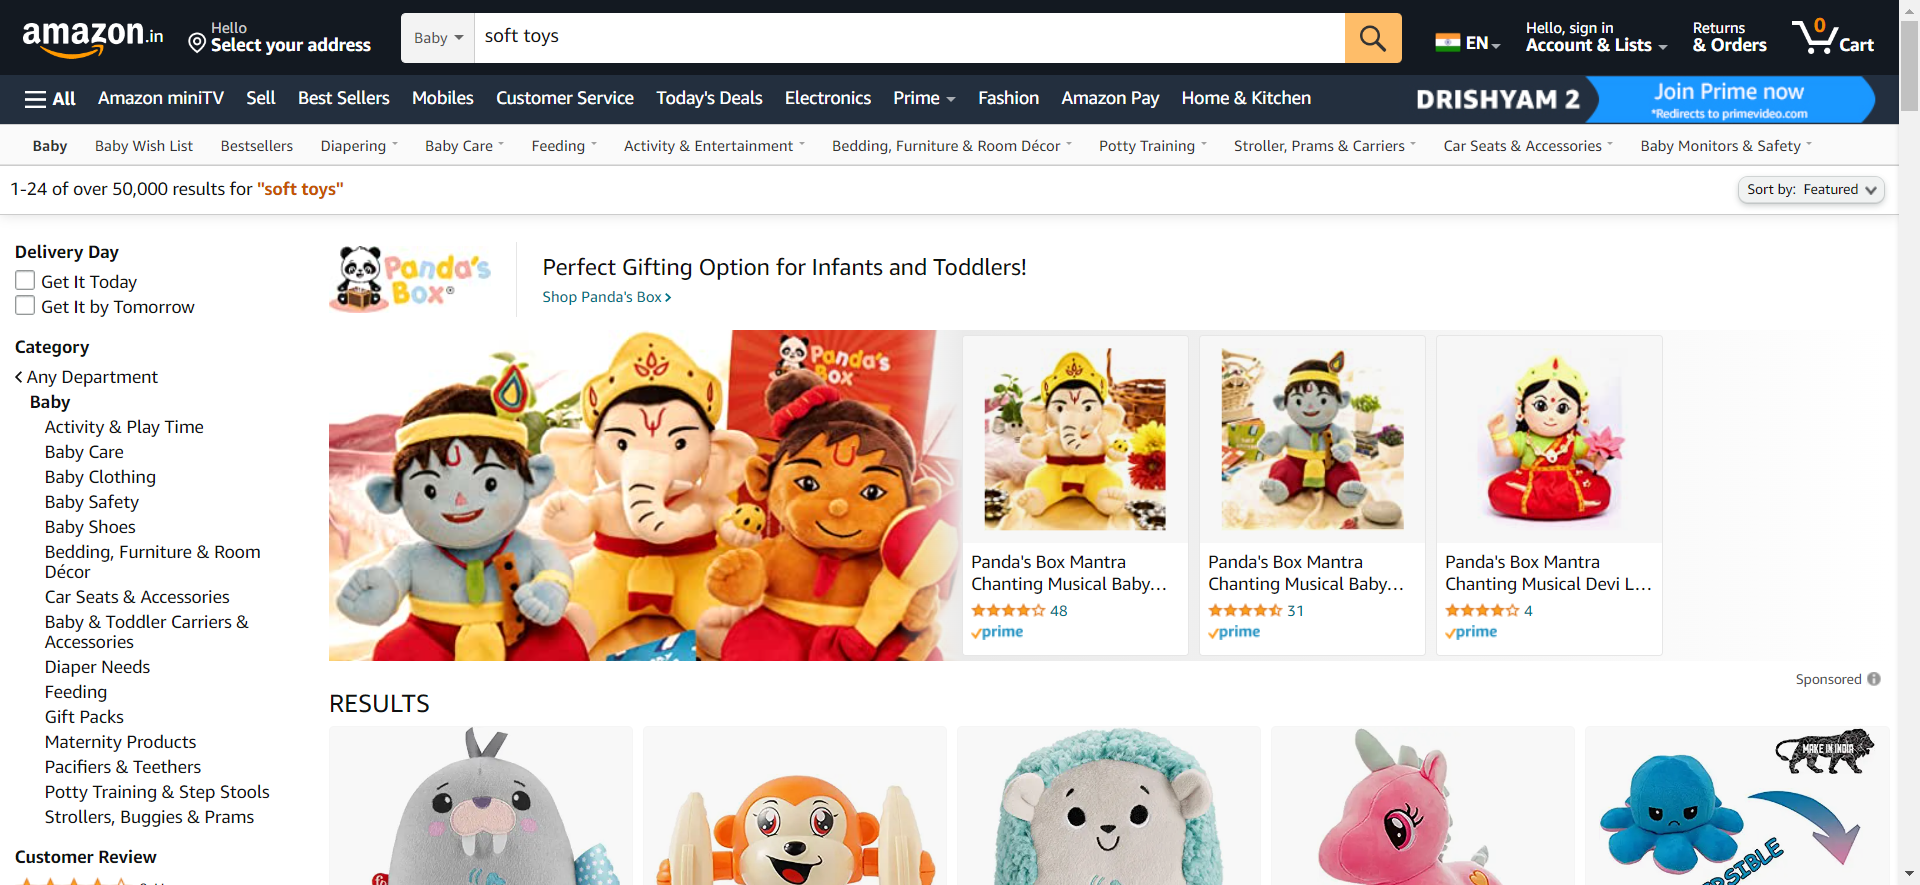 amazon.in
Hello
Select your address
Baby
soft toys
EN
Hello, sign in
Account & Lists
Returns
& Orders
0
Cart
All
Amazon miniTV
Sell
Best Sellers
Mobiles
Customer Service
Today's Deals
Electronics
Prime
Fashion
Amazon Pay
Home & Kitchen
DRISHYAM 2
Join Prime now
*Redirects to primevideo.com
Baby
Baby Wish List
Bestsellers
Diapering
Baby Care
Feeding
Activity & Entertainment
Bedding, Furniture & Room Décor
Potty Training
Stroller, Prams & Carriers
Car Seats & Accessories
Baby Monitors & Safety
1-24 of over 50,000 results for "soft toys"
Sort by: Featured
Delivery Day
Get It Today
Get It by Tomorrow
Category
Any Department
Baby
Activity & Play Time
Baby Care
Baby Clothing
Baby Safety
Baby Shoes
Bedding, Furniture & Room
Décor
Car Seats & Accessories
Baby & Toddler Carriers &
Accessories
Diaper Needs
Feeding
Gift Packs
Maternity Products
Pacifiers & Teethers
Potty Training & Step Stools
Strollers, Buggies & Prams
Customer Review
Panda's
Box®
Perfect Gifting Option for Infants and Toddlers!
Shop Panda's Box
Panda's
Box
Panda's Box Mantra
Chanting Musical Baby...
48
prime
Panda's Box Mantra
Chanting Musical Baby...
31
prime
Panda's Box Mantra
Chanting Musical Devi L...
4
prime
Sponsored
RESULTS
MAKE IN INDIA